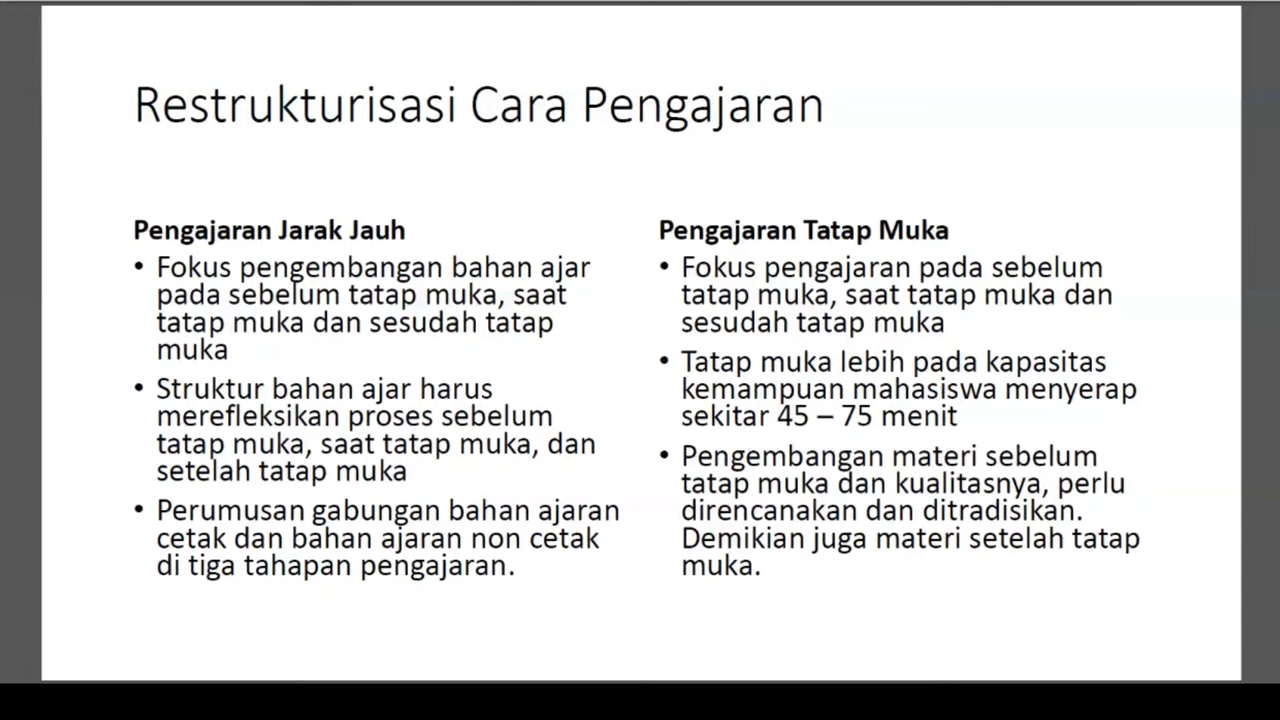 Restrukturisasi Cara Pengajaran
Pengajaran Jarak Jauh
• Fokus pengembangan bahan ajar
pada sebelum tatap muka, saat
tatap muka dan sesudah tatap
muka
• Struktur bahan ajar harus
merefleksikan proses sebelum
tatap muka, saat tatap muka, dan
setelah tatap muka
• Perumusan gabungan bahan ajaran
cetak dan bahan ajaran non cetak
di tiga tahapan pengajaran.
Pengajaran Tatap Muka
• Fokus pengajaran pada sebelum
tatap muka, saat tatap muka dan
sesudah tatap muka
• Tatap muka lebih pada kapasitas
kemampuan mahasiswa menyerap
sekitar 45 – 75 menit
• Pengembangan materi sebelum
tatap muka dan kualitasnya, perlu
direncanakan dan ditradisikan.
Demikian juga materi setelah tatap
muka.